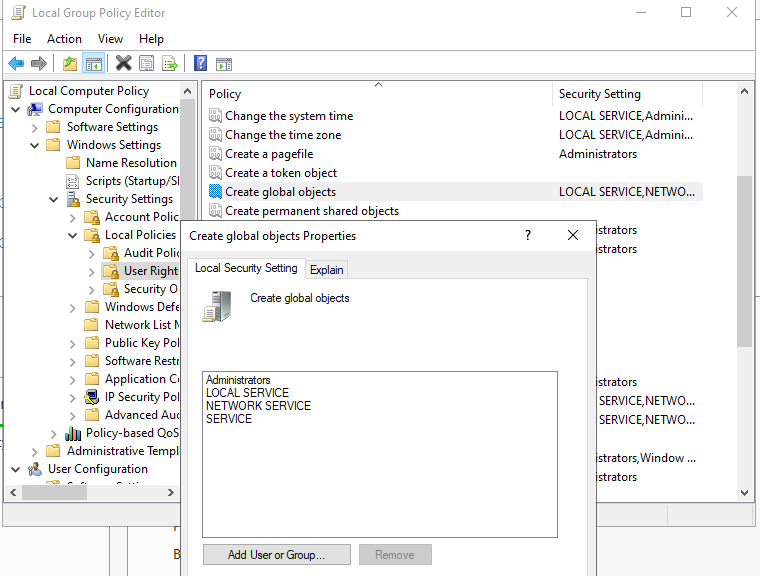 Local Group Policy Editor
File Action View Help
Local Computer Policy
Computer Configuration
Software Settings
Windows Settings
Name Resolution
Scripts (Startup/Sl
Security Settings
Account Polic
Local Policies
Audit Polic
User Right
Security O
Windows Defe
Network List M
Public Key Pol
Software Restr
Application Co
IP Security Pol
Advanced Aud
Policy-based QoS
Administrative Templ
User Configuration
Policy Security Setting
Change the system time LOCAL SERVICE,Admini...
Change the time zone LOCAL SERVICE,Admini...
Create a pagefile Administrators
Create a token object
Create global objects LOCAL SERVICE,NETWO...
Create permanent shared objects
istrators
istrators
istrators
SERVICE,NETWO...
SERVICE,NETWO...
istrators,Window ...
istrators
Create global objects Properties ?
Local Security Setting Explain
Create global objects
Administrators
LOCAL SERVICE
NETWORK SERVICE
SERVICE
Add User or Group... Remove